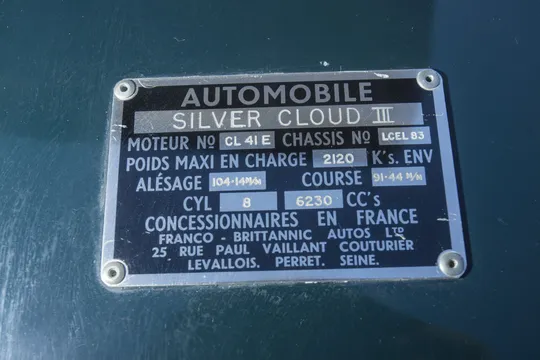 AUTOMOBILE
SILVER CLOUD III
MOTEUR No CL 41 E CHASSIS No LCEL 83
POIDS MAXI EN CHARGE 2120 K's. ENV
ALÉSAGE 104·14 M/M COURSE 91·44 M/M
CYL 8 6230 CC's
CONCESSIONNAIRES EN FRANCE
FRANCO - BRITTANNIC AUTOS LTD
25 RUE PAUL VAILLANT COUTURIER
LEVALLOIS. PERRET. SEINE.